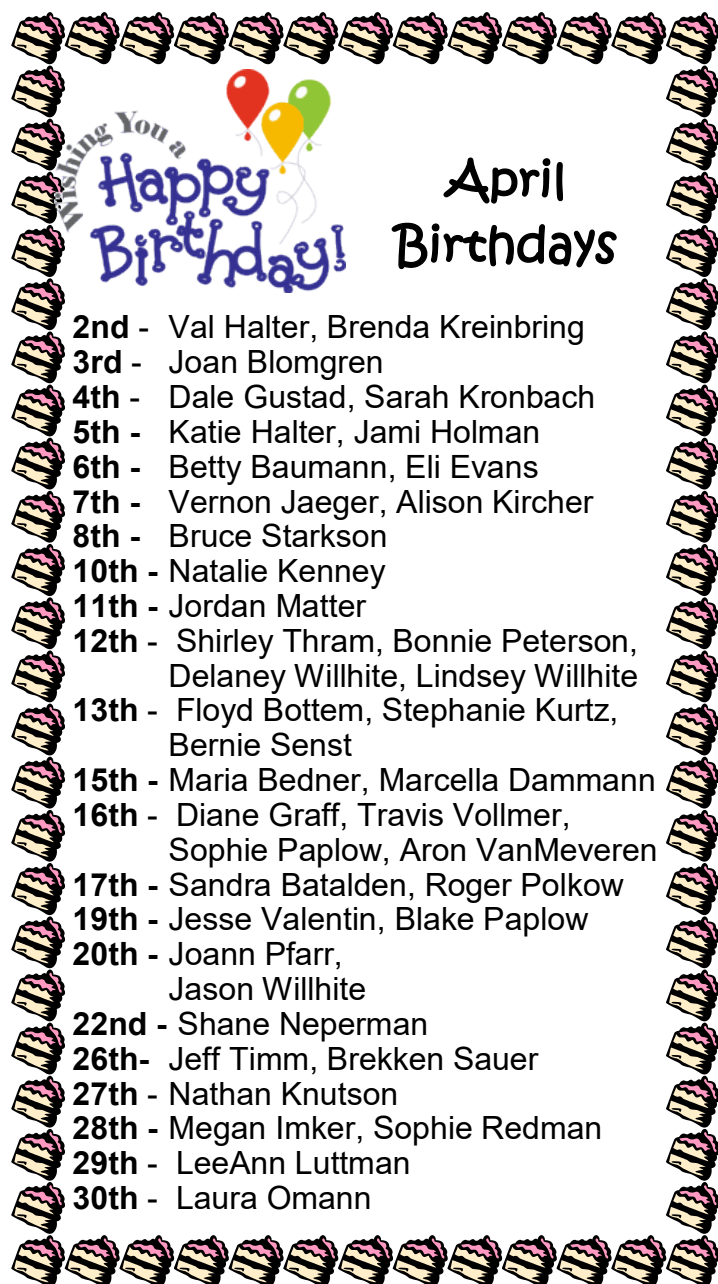 Wishing You a
Happy
Birthday!
April
Birthdays
2nd - Val Halter, Brenda Kreinbring
3rd - Joan Blomgren
4th - Dale Gustad, Sarah Kronbach
5th - Katie Halter, Jami Holman
6th - Betty Baumann, Eli Evans
7th - Vernon Jaeger, Alison Kircher
8th - Bruce Starkson
10th - Natalie Kenney
11th - Jordan Matter
12th - Shirley Thram, Bonnie Peterson,
Delaney Willhite, Lindsey Willhite
13th - Floyd Bottem, Stephanie Kurtz,
Bernie Senst
15th - Maria Bedner, Marcella Dammann
16th - Diane Graff, Travis Vollmer,
Sophie Paplow, Aron VanMeveren
17th - Sandra Batalden, Roger Polkow
19th - Jesse Valentin, Blake Paplow
20th - Joann Pfarr,
Jason Willhite
22nd - Shane Neperman
26th- Jeff Timm, Brekken Sauer
27th - Nathan Knutson
28th - Megan Imker, Sophie Redman
29th - LeeAnn Luttman
30th - Laura Omann